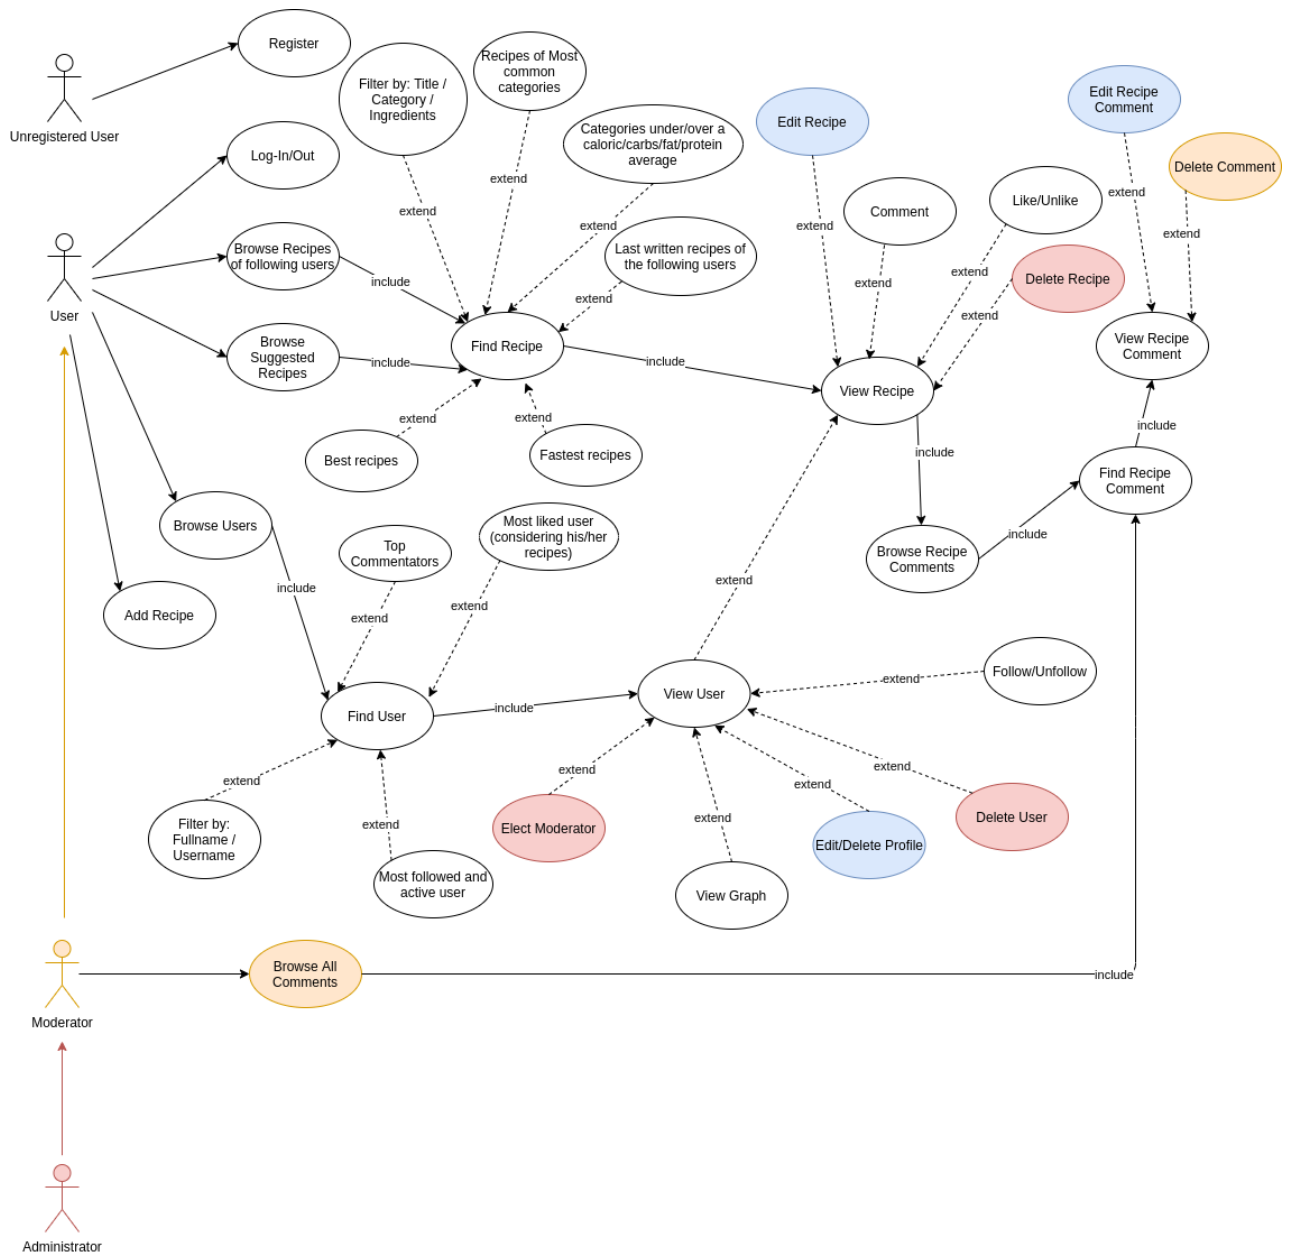 Register
Unregistered User
Filter by: Title /
Category /
Ingredients
Recipes of Most
common
categories
Categories under/over a
caloric/carbs/fat/protein
average
Edit Recipe
Edit Recipe
Comment
Delete Comment
Log-In/Out
extend
extend
extend
extend
extend
Comment
Like/Unlike
extend
extend
Browse Recipes
of following users
include
Last written recipes of
the following users
extend
extend
extend
extend
Delete Recipe
User
Browse
Suggested
Recipes
include
Find Recipe
include
View Recipe
View Recipe
Comment
extend
extend
Best recipes
Fastest recipes
include
include
Find Recipe
Comment
Browse Users
Top
Commentators
Most liked user
(considering his/her
recipes)
Browse Recipe
Comments
include
include
Add Recipe
extend
extend
extend
Find User
include
View User
extend
Follow/Unfollow
extend
extend
extend
extend
Filter by:
Fullname /
Username
extend
Elect Moderator
extend
Edit/Delete Profile
Delete User
Most followed and
active user
View Graph
Moderator
Browse All
Comments
include
Administrator